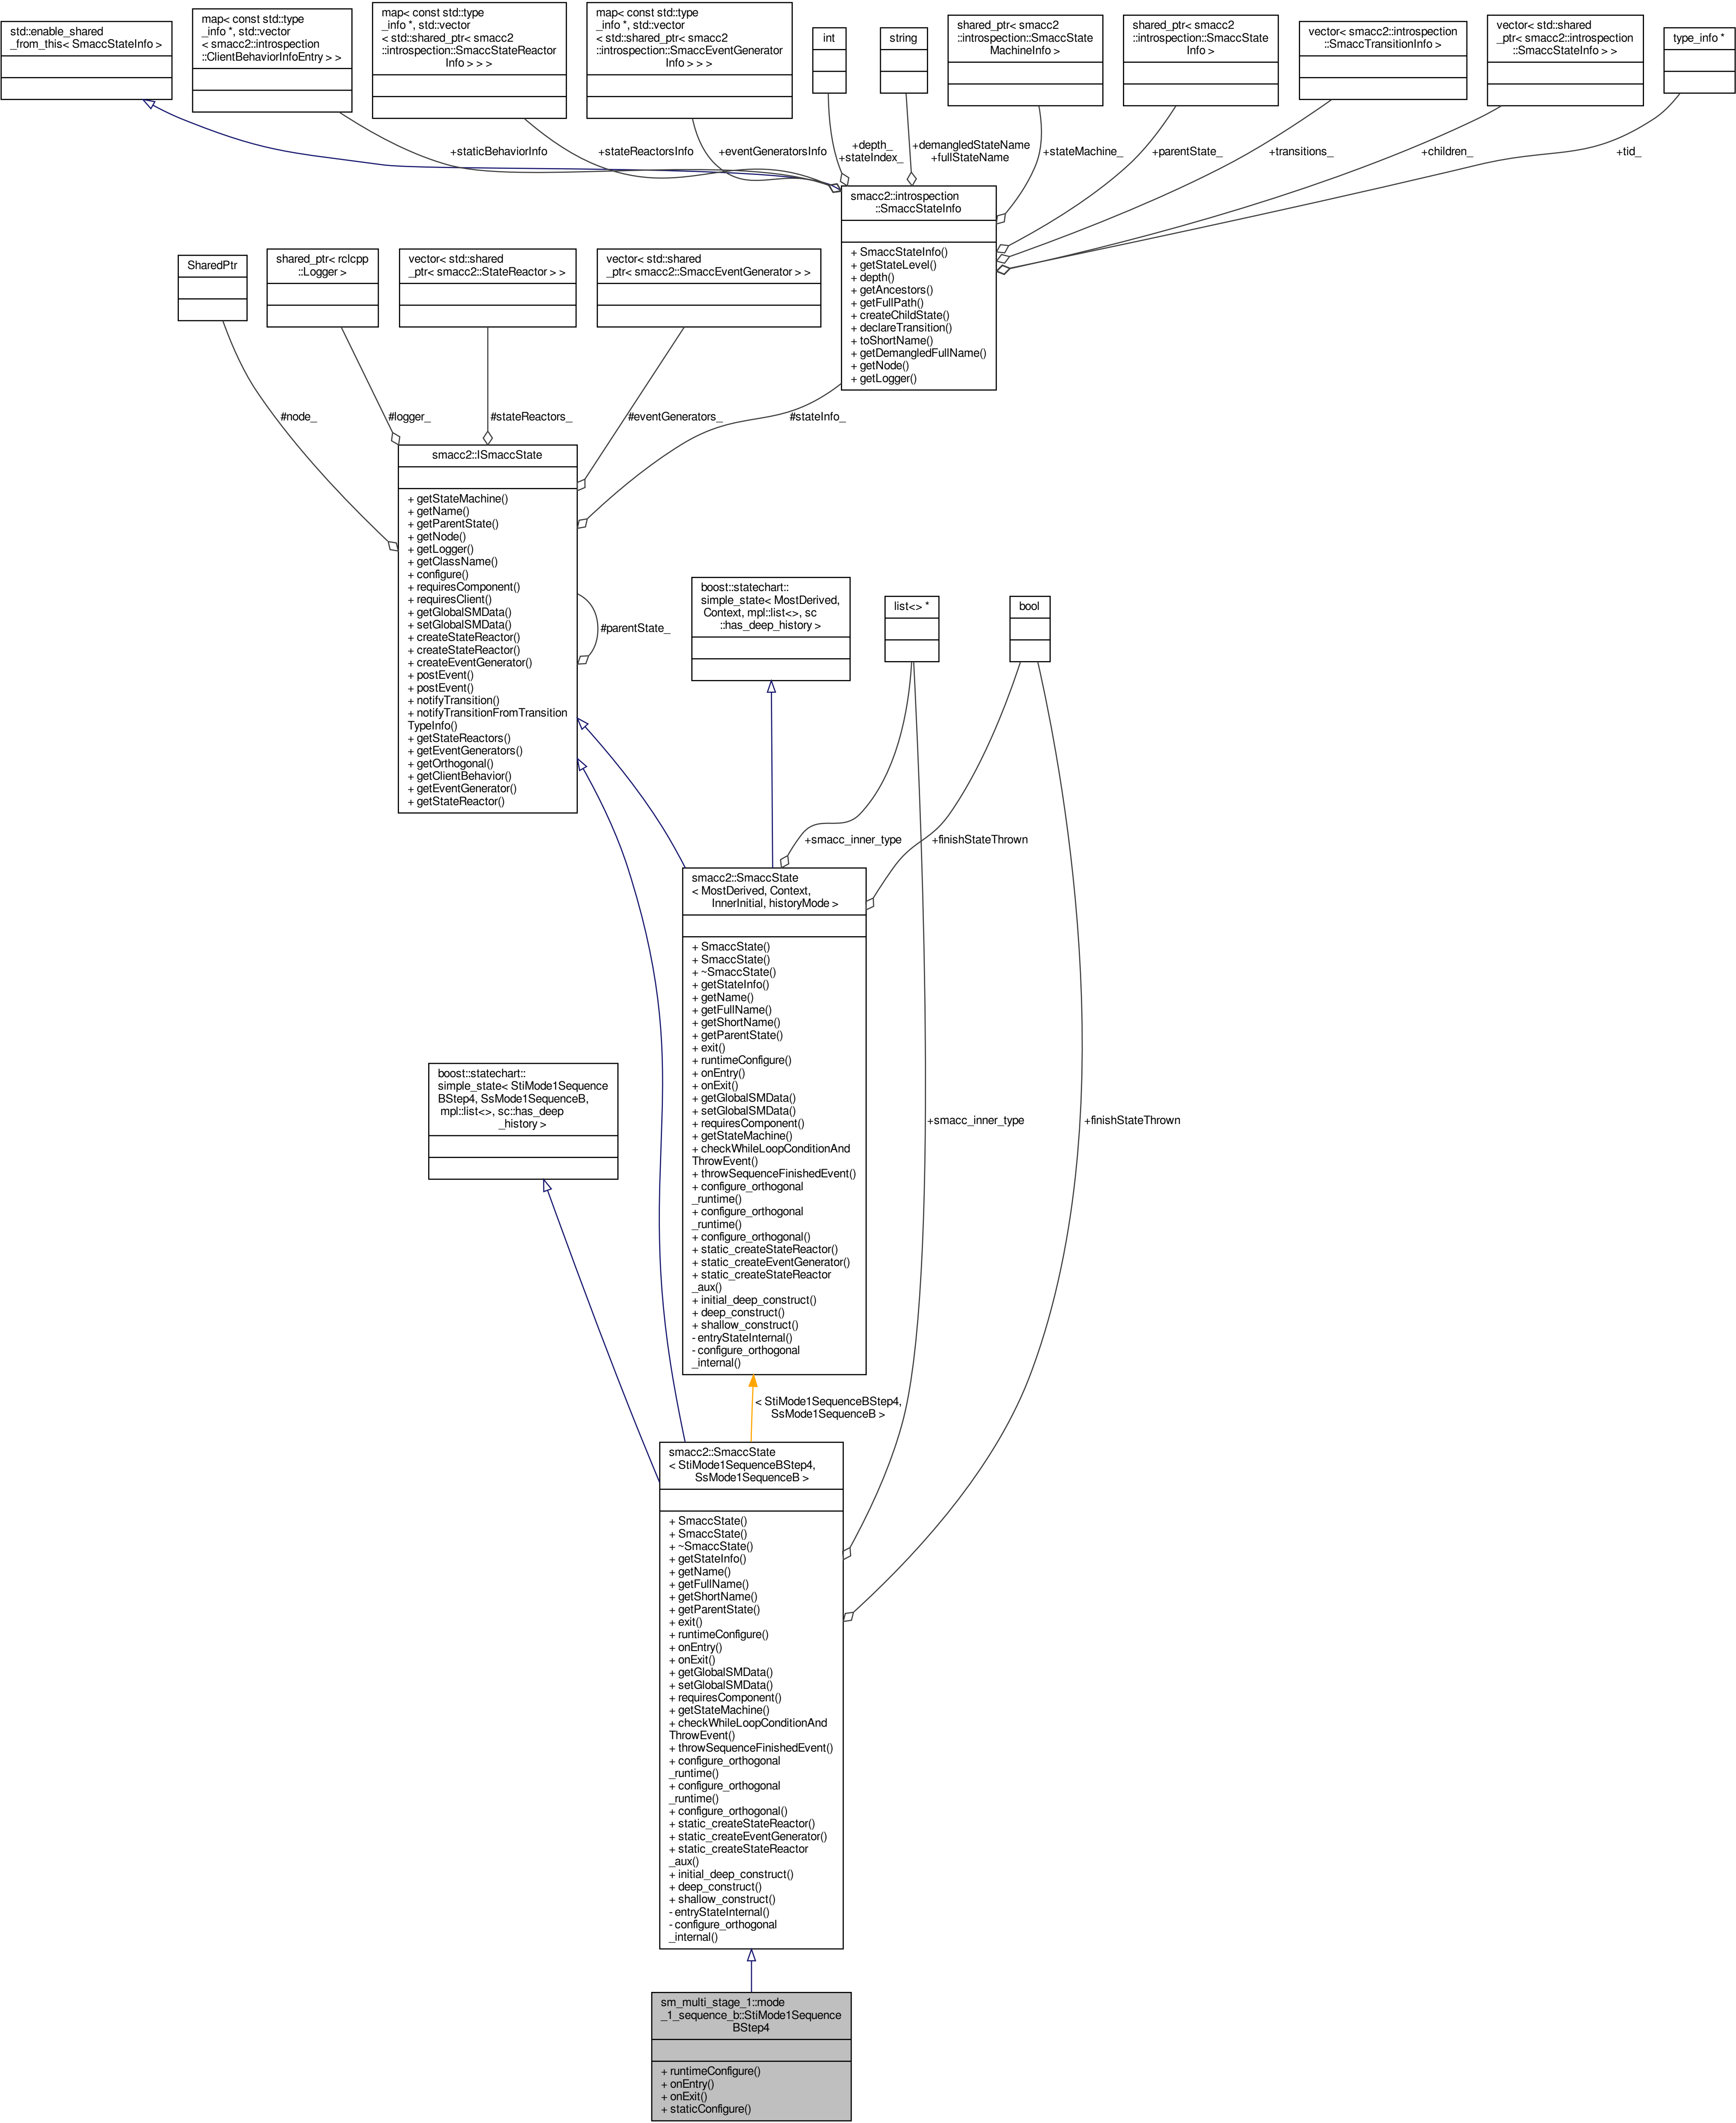 std::enable_shared
_from_this< SmaccStateInfo >
map< const std::type
_info *, std::vector
< smacc2::introspection
::ClientBehaviorInfoEntry > >
map< const std::type
_info *, std::vector
< std::shared_ptr< smacc2
::introspection::SmaccStateReactor
Info > > >
map< const std::type
_info *, std::vector
< std::shared_ptr< smacc2
::introspection::SmaccEventGenerator
Info > > >
int
string
shared_ptr< smacc2
::introspection::SmaccState
MachineInfo >
shared_ptr< smacc2
::introspection::SmaccState
Info >
vector< smacc2::introspection
::SmaccTransitionInfo >
vector< std::shared
_ptr< smacc2::introspection
::SmaccStateInfo > >
type_info *
+staticBehaviorInfo
+stateReactorsInfo
+eventGeneratorsInfo
+depth_
+stateIndex_
+demangledStateName
+fullStateName
+stateMachine_
+parentState_
+transitions_
+children_
+tid_
smacc2::introspection
::SmaccStateInfo
+ SmaccStateInfo()
+ getStateLevel()
+ depth()
+ getAncestors()
+ getFullPath()
+ createChildState()
+ declareTransition()
+ toShortName()
+ getDemangledFullName()
+ getNode()
+ getLogger()
SharedPtr
shared_ptr< rclcpp
::Logger >
vector< std::shared
_ptr< smacc2::StateReactor > >
vector< std::shared
_ptr< smacc2::SmaccEventGenerator > >
#node_
#logger_
#stateReactors_
#eventGenerators_
#stateInfo_
smacc2::ISmaccState
+ getStateMachine()
+ getName()
+ getParentState()
+ getNode()
+ getLogger()
+ getClassName()
+ configure()
+ requiresComponent()
+ requiresClient()
+ getGlobalSMData()
+ setGlobalSMData()
+ createStateReactor()
+ createStateReactor()
+ createEventGenerator()
+ postEvent()
+ postEvent()
+ notifyTransition()
+ notifyTransitionFromTransition
TypeInfo()
+ getStateReactors()
+ getEventGenerators()
+ getOrthogonal()
+ getClientBehavior()
+ getEventGenerator()
+ getStateReactor()
#parentState_
boost::statechart::
simple_state< MostDerived,
Context, mpl::list<>, sc
::has_deep_history >
list<> *
bool
+smacc_inner_type
+finishStateThrown
smacc2::SmaccState
< MostDerived, Context,
InnerInitial, historyMode >
+ SmaccState()
+ SmaccState()
+ ~SmaccState()
+ getStateInfo()
+ getName()
+ getFullName()
+ getShortName()
+ getParentState()
+ exit()
+ runtimeConfigure()
+ onEntry()
+ onExit()
+ getGlobalSMData()
+ setGlobalSMData()
+ requiresComponent()
+ getStateMachine()
+ checkWhileLoopConditionAnd
ThrowEvent()
+ throwSequenceFinishedEvent()
+ configure_orthogonal
_runtime()
+ configure_orthogonal
_runtime()
+ configure_orthogonal()
+ static_createStateReactor()
+ static_createEventGenerator()
+ static_createStateReactor
_aux()
+ initial_deep_construct()
+ deep_construct()
+ shallow_construct()
- entryStateInternal()
- configure_orthogonal
_internal()
boost::statechart::
simple_state< StiMode1Sequence
BStep4, SsMode1SequenceB,
mpl::list<>, sc::has_deep
_history >
+smacc_inner_type
+finishStateThrown
< StiMode1SequenceBStep4,
SsMode1SequenceB >
smacc2::SmaccState
< StiMode1SequenceBStep4,
SsMode1SequenceB >
+ SmaccState()
+ SmaccState()
+ ~SmaccState()
+ getStateInfo()
+ getName()
+ getFullName()
+ getShortName()
+ getParentState()
+ exit()
+ runtimeConfigure()
+ onEntry()
+ onExit()
+ getGlobalSMData()
+ setGlobalSMData()
+ requiresComponent()
+ getStateMachine()
+ checkWhileLoopConditionAnd
ThrowEvent()
+ throwSequenceFinishedEvent()
+ configure_orthogonal
_runtime()
+ configure_orthogonal
_runtime()
+ configure_orthogonal()
+ static_createStateReactor()
+ static_createEventGenerator()
+ static_createStateReactor
_aux()
+ initial_deep_construct()
+ deep_construct()
+ shallow_construct()
- entryStateInternal()
- configure_orthogonal
_internal()
sm_multi_stage_1::mode
_1_sequence_b::StiMode1Sequence
BStep4
+ runtimeConfigure()
+ onEntry()
+ onExit()
+ staticConfigure()